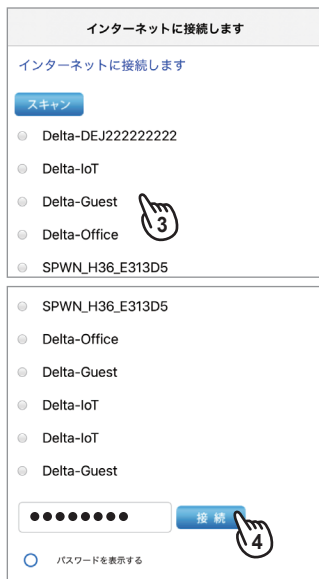 インターネットに接続します
インターネットに接続します
スキャン
Delta-DEJ222222222
Delta-IoT
Delta-Guest
3
Delta-Office
SPWN_H36_E313D5
SPWN_H36_E313D5
Delta-Office
Delta-Guest
Delta-IoT
Delta-IoT
Delta-Guest
●●●●●●●● 接 続
4
パスワードを表示する